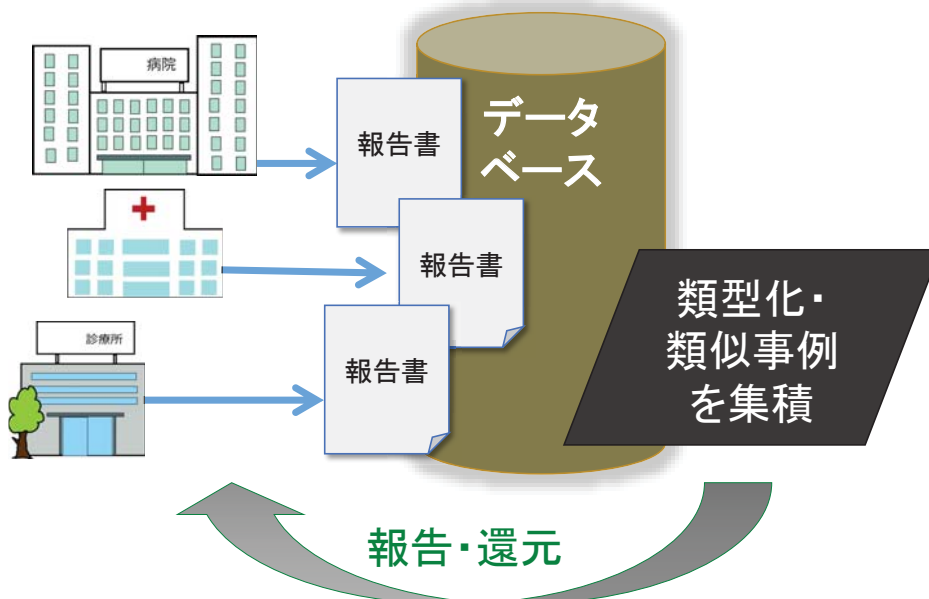 病院
報告書
データ
ベース
報告書
診療所
報告書
類型化・
類似事例
を集積
報告・還元